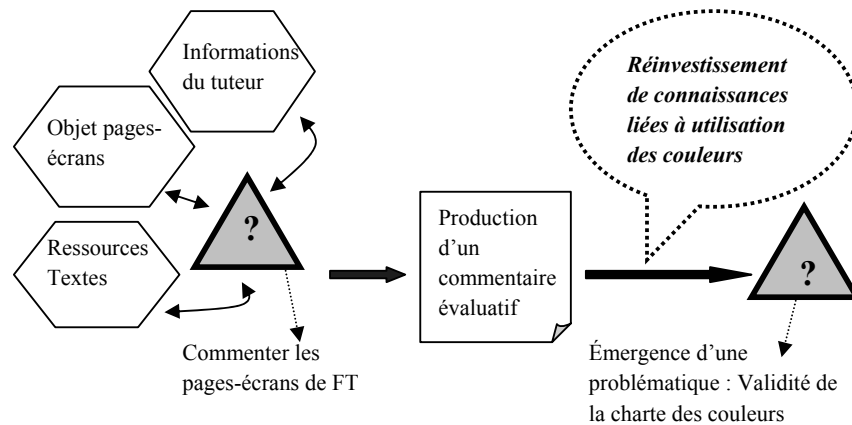 Informations
du tuteur
Objet pages-
écrans
Ressources
Textes
?
Commenter les
pages-écrans de FT
Production
d’un
commentaire
évaluatif
Réinvestissement
de connaissances
liées à utilisation
des couleurs
?
Émergence d’une
problématique : Validité de
la charte des couleurs